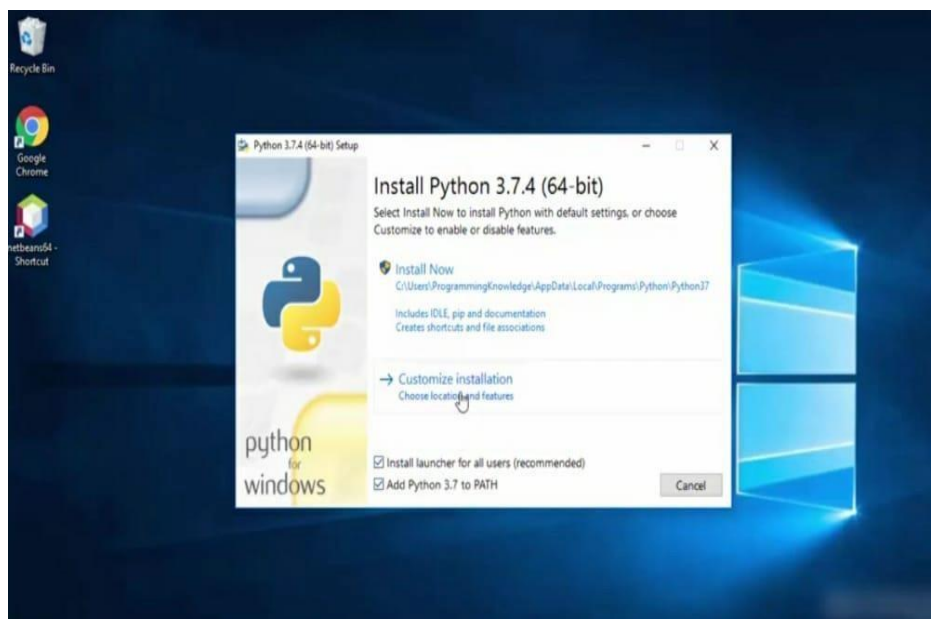 Recycle Bin
Google
Chrome
netbeans64 -
Shortcut
Python 3.7.4 (64-bit) Setup
Install Python 3.7.4 (64-bit)
Select Install Now to install Python with default settings, or choose
Customize to enable or disable features.
Install Now
C:\Users\ProgrammingKnowledge\AppData\Local\Programs\Python\Python37
Includes IDLE, pip and documentation
Creates shortcuts and file associations
Customize installation
Choose location and features
python
for
windows
Install launcher for all users (recommended)
Add Python 3.7 to PATH
Cancel